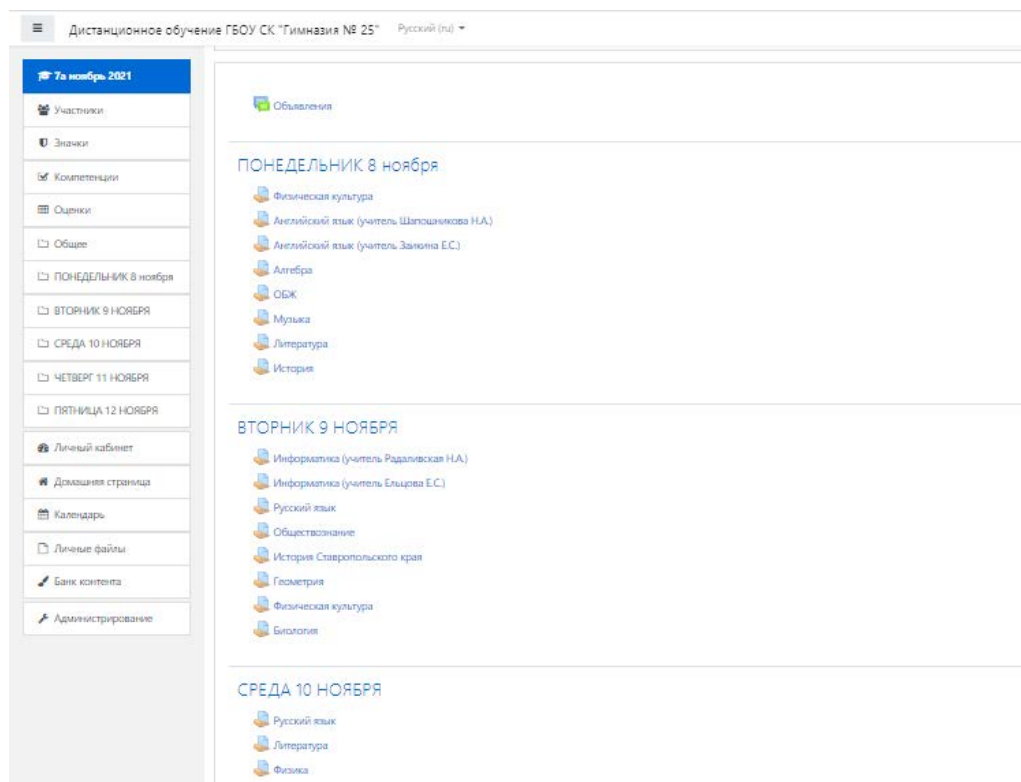 Дистанционное обучение ГБОУ СК "Гимназия № 25" Русский (ru)
7а ноябрь 2021
Участники
Значки
Компетенции
Оценки
Общее
ПОНЕДЕЛЬНИК 8 ноября
ВТОРНИК 9 НОЯБРЯ
СРЕДА 10 НОЯБРЯ
ЧЕТВЕРГ 11 НОЯБРЯ
ПЯТНИЦА 12 НОЯБРЯ
Личный кабинет
Домашняя страница
Календарь
Личные файлы
Банк контента
Администрирование
Объявления
ПОНЕДЕЛЬНИК 8 ноября
Физическая культура
Английский язык (учитель Шапошникова Н.А.)
Английский язык (учитель Заикина Е.С.)
Алгебра
ОБЖ
Музыка
Литература
История
ВТОРНИК 9 НОЯБРЯ
Информатика (учитель Радаливская Н.А.)
Информатика (учитель Ельцова Е.С.)
Русский язык
Обществознание
История Ставропольского края
Геометрия
Физическая культура
Биология
СРЕДА 10 НОЯБРЯ
Русский язык
Литература
Физика